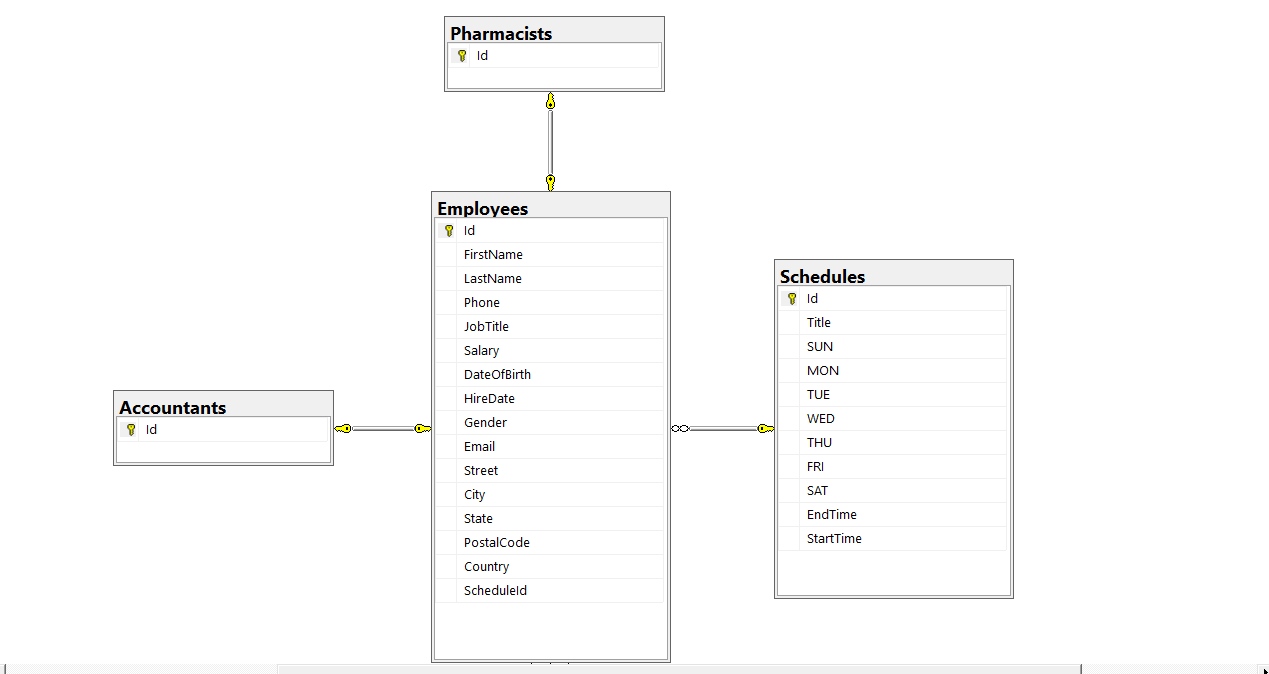 Pharmacists
Id
Employees
Id
FirstName
LastName
Phone
JobTitle
Salary
DateOfBirth
HireDate
Gender
Email
Street
City
State
PostalCode
Country
ScheduleId
Schedules
Id
Title
SUN
MON
TUE
WED
THU
FRI
SAT
EndTime
StartTime
Accountants
Id